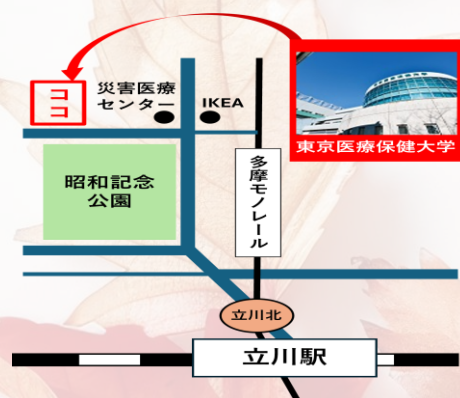 ココ
災害医療
センター
IKEA
東京医療保健大学
昭和記念
公園
多摩モノレール
立川北
立川駅